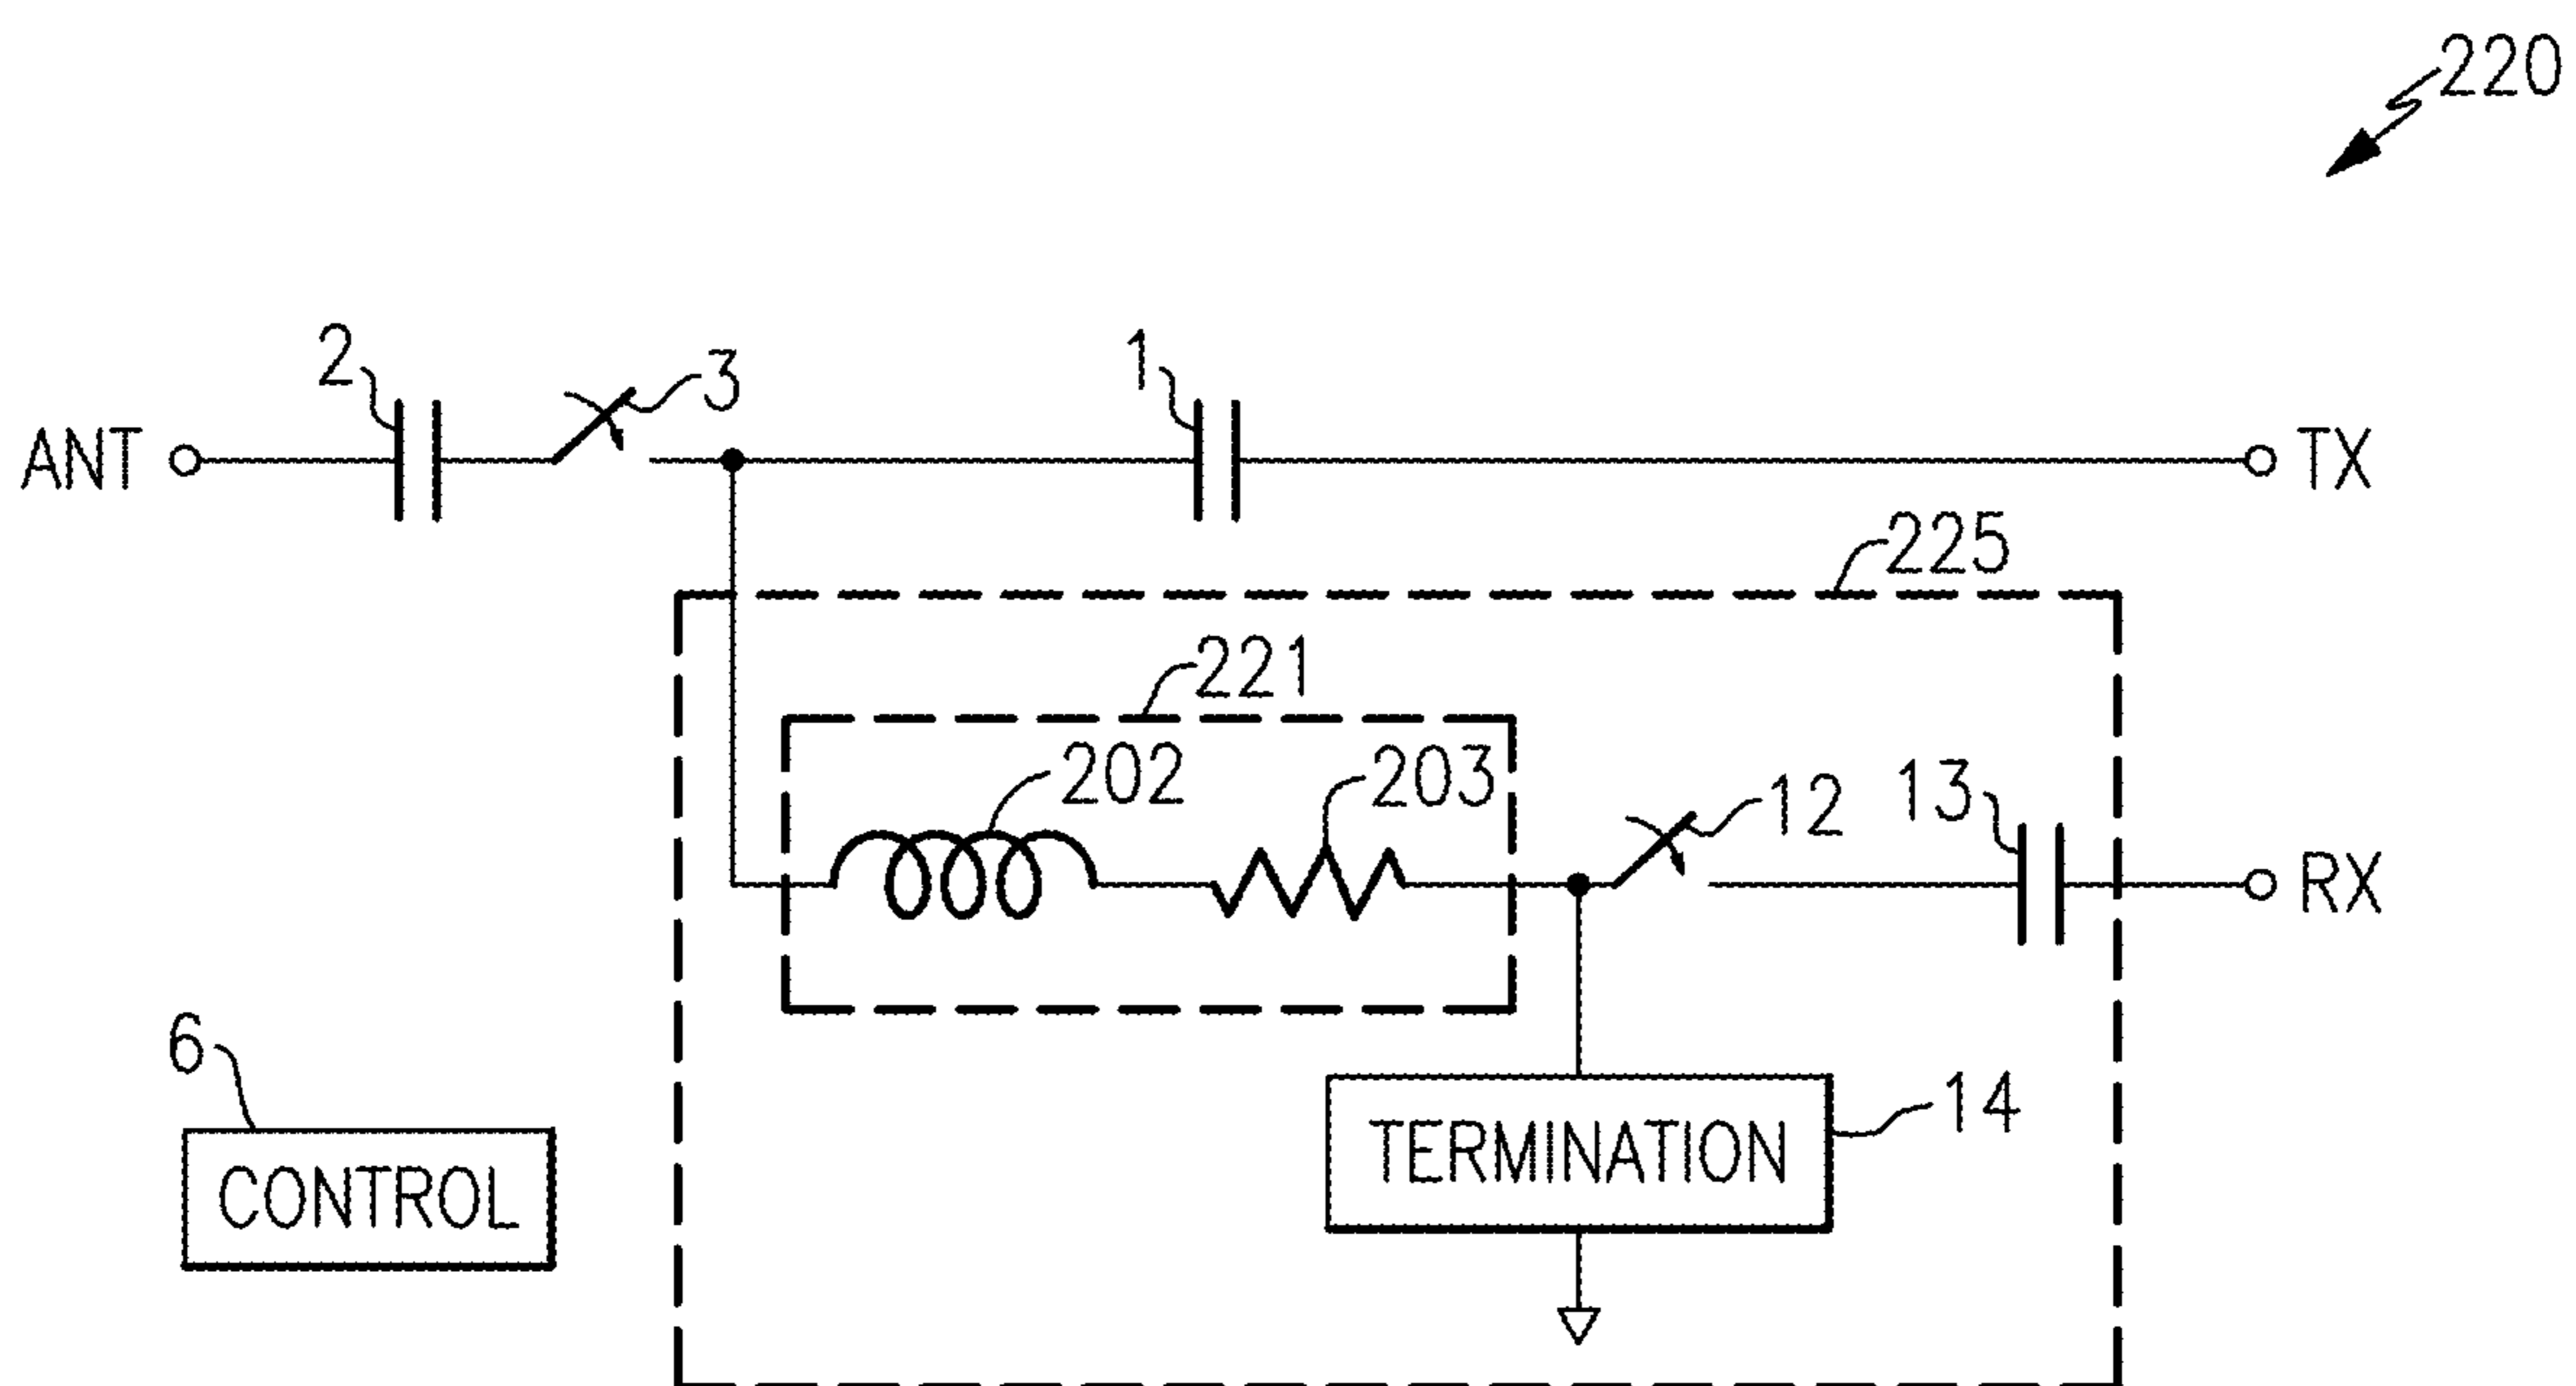 220
2
3
1
ANT
TX
225
221
202
203
12
13
RX
6
CONTROL
TERMINATION
14